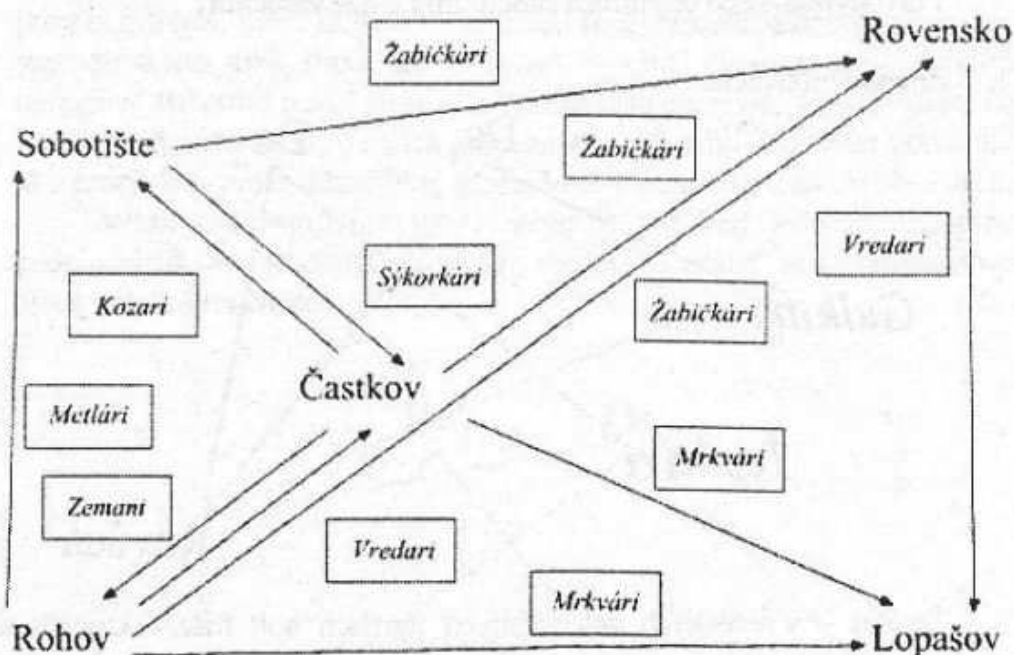 Rovensko
Žabičkári
Sobotište
Žabičkári
Vredari
Sýkorkári
Kozari
Žabičkári
Častkov
Metlári
Mrkvári
Zemani
Vredari
Mrkvári
Rohov
Lopašov